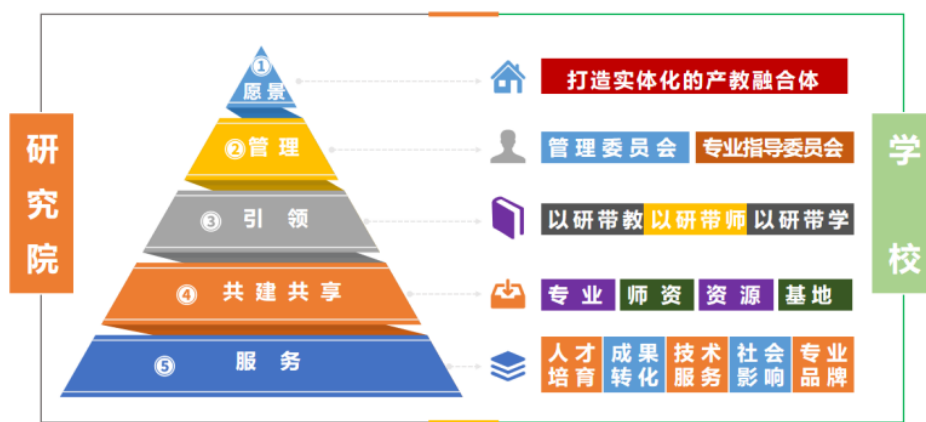 研究院
①
愿景
打造实体化的产教融合体
②管理
管理委员会 专业指导委员会
③ 引领
以研带教 以研带师 以研带学
④ 共建共享
专业 师资 资源 基地
⑤ 服务
人才培育 成果转化 技术服务 社会影响 专业品牌
学校